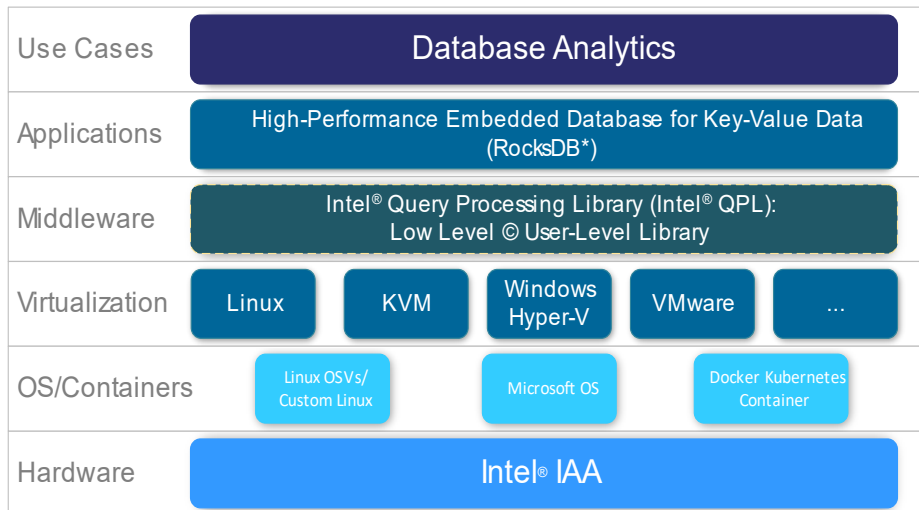 Use Cases
Database Analytics
Applications
High-Performance Embedded Database for Key-Value Data
(RocksDB*)
Middleware
Intel® Query Processing Library (Intel® QPL):
Low Level © User-Level Library
Virtualization
Linux
KVM
Windows
Hyper-V
VMware
...
OS/Containers
Linux OSVs/
Custom Linux
Microsoft OS
Docker Kubernetes
Container
Hardware
Intel® IAA